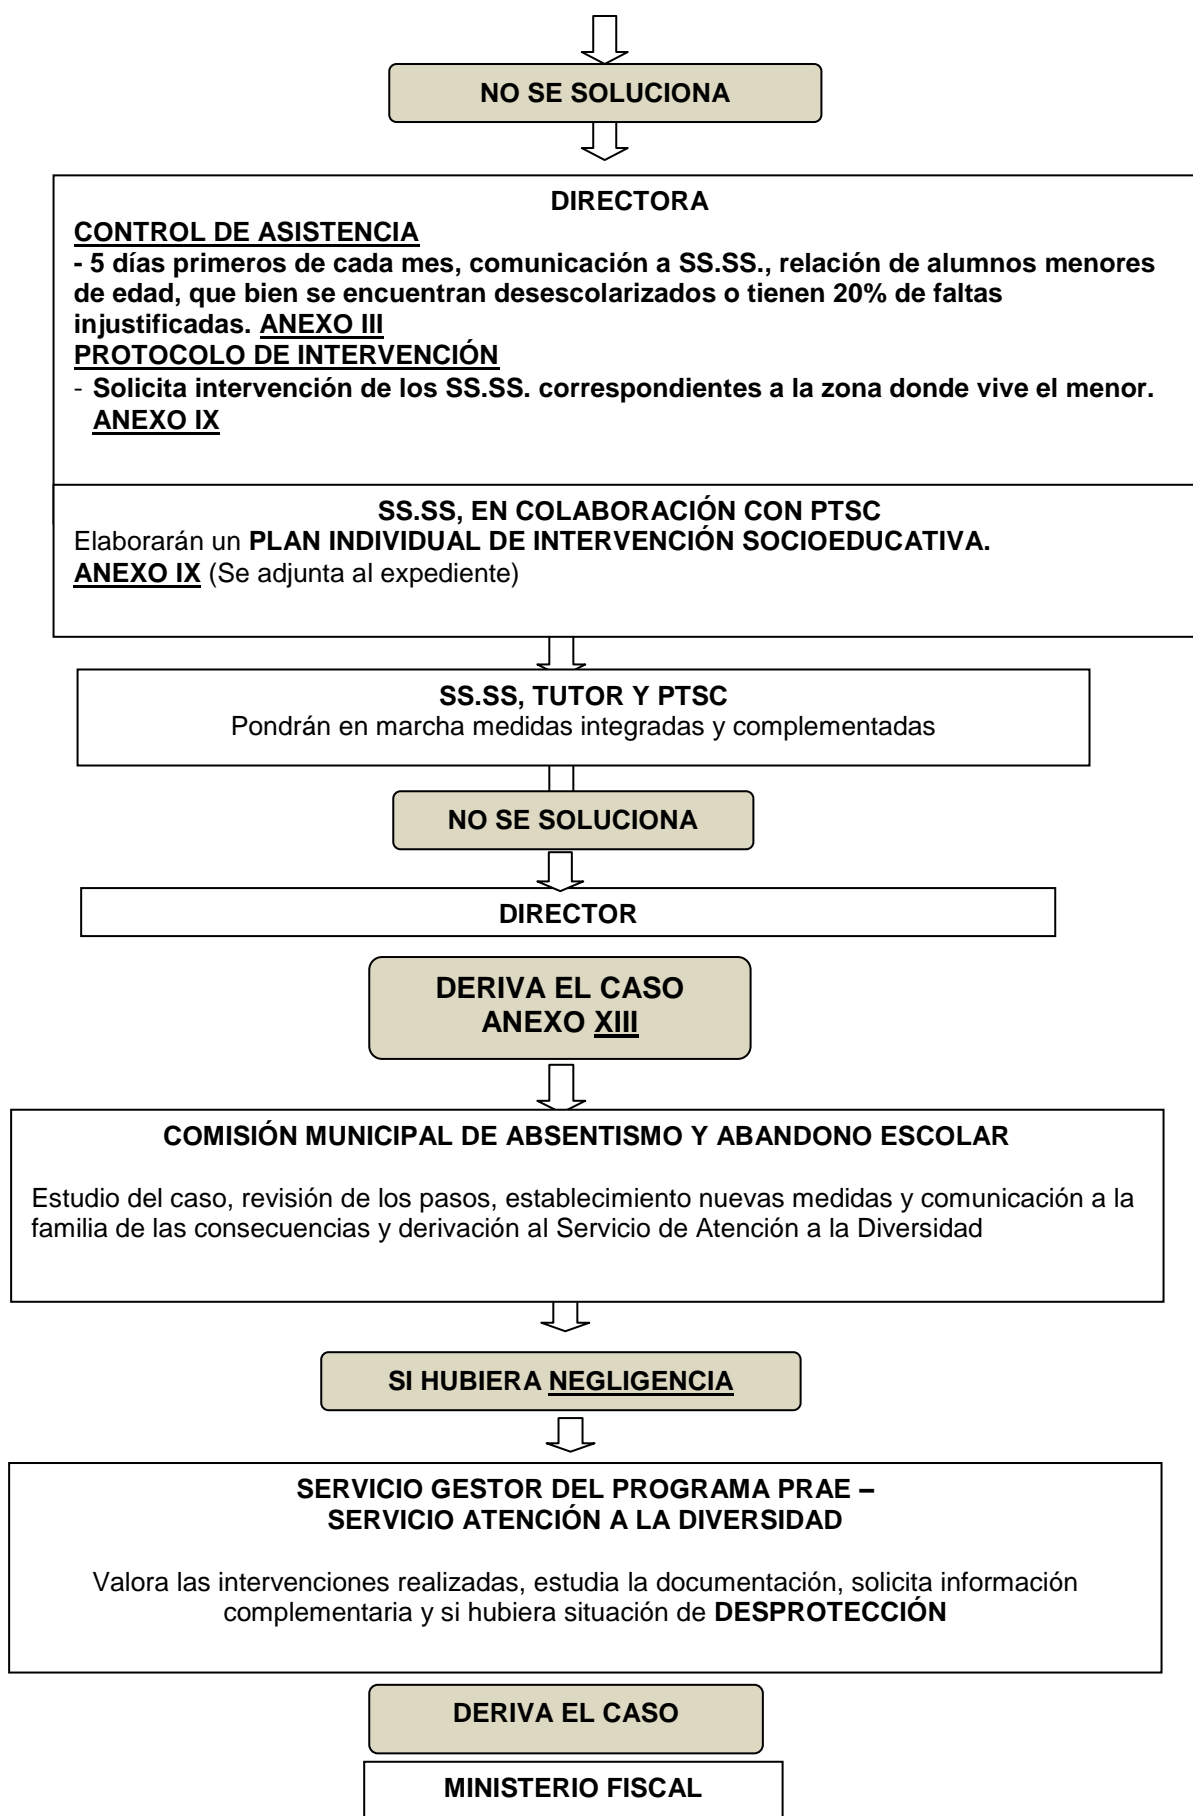 NO SE SOLUCIONA
DIRECTORA
CONTROL DE ASISTENCIA
- 5 días primeros de cada mes, comunicación a SS.SS., relación de alumnos menores
de edad, que bien se encuentran desescolarizados o tienen 20% de faltas
injustificadas. ANEXO III
PROTOCOLO DE INTERVENCIÓN
- Solicita intervención de los SS.SS. correspondientes a la zona donde vive el menor.
ANEXO IX
SS.SS, EN COLABORACIÓN CON PTSC
Elaborarán un PLAN INDIVIDUAL DE INTERVENCIÓN SOCIOEDUCATIVA.
ANEXO IX (Se adjunta al expediente)
SS.SS, TUTOR Y PTSC
Pondrán en marcha medidas integradas y complementadas
NO SE SOLUCIONA
DIRECTOR
DERIVA EL CASO
ANEXO XIII
COMISIÓN MUNICIPAL DE ABSENTISMO Y ABANDONO ESCOLAR
Estudio del caso, revisión de los pasos, establecimiento nuevas medidas y comunicación a la
familia de las consecuencias y derivación al Servicio de Atención a la Diversidad
SI HUBIERA NEGLIGENCIA
SERVICIO GESTOR DEL PROGRAMA PRAE –
SERVICIO ATENCIÓN A LA DIVERSIDAD
Valora las intervenciones realizadas, estudia la documentación, solicita información
complementaria y si hubiera situación de DESPROTECCIÓN
DERIVA EL CASO
MINISTERIO FISCAL